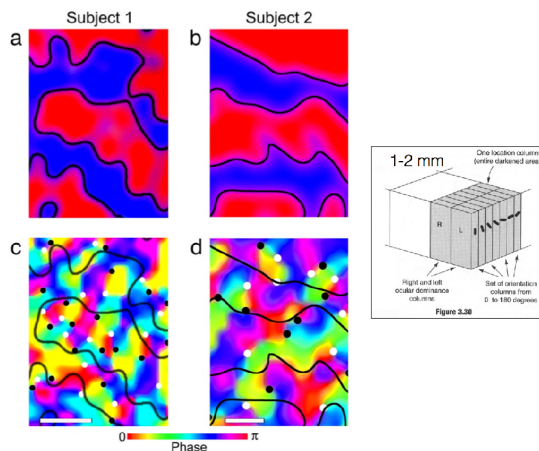 Subject 1 Subject 2
a b
c d
0 π
Phase
1-2 mm
One location column
(entire darkened area
R L
Right and left
ocular dominance
columns
Set of orientation
columns from
0 to 180 degrees
Figure 3.30